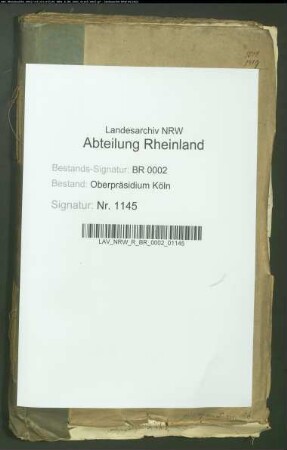 Landesarchiv NRW
Abteilung Rheinland
Bestands-Signatur: BR 0002
Bestand: Oberpräsidium Köln
Signatur: Nr. 1145
LAV_NRW_R_BR_0002_01145